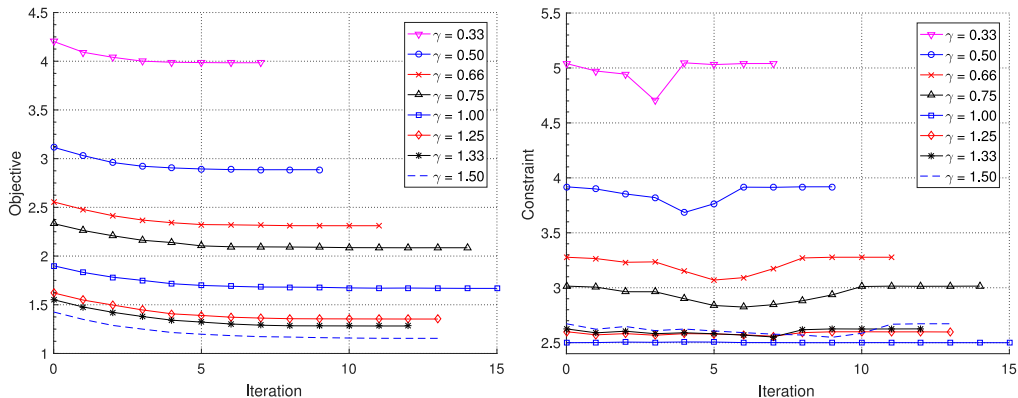 4.5
4
3.5
3
2.5
2
1.5
1
Objective
0
5
10
15
Iteration
γ = 0.33
γ = 0.50
γ = 0.66
γ = 0.75
γ = 1.00
γ = 1.25
γ = 1.33
γ = 1.50
5.5
5
4.5
4
3.5
3
2.5
Constraint
0
5
10
15
Iteration
γ = 0.33
γ = 0.50
γ = 0.66
γ = 0.75
γ = 1.00
γ = 1.25
γ = 1.33
γ = 1.50